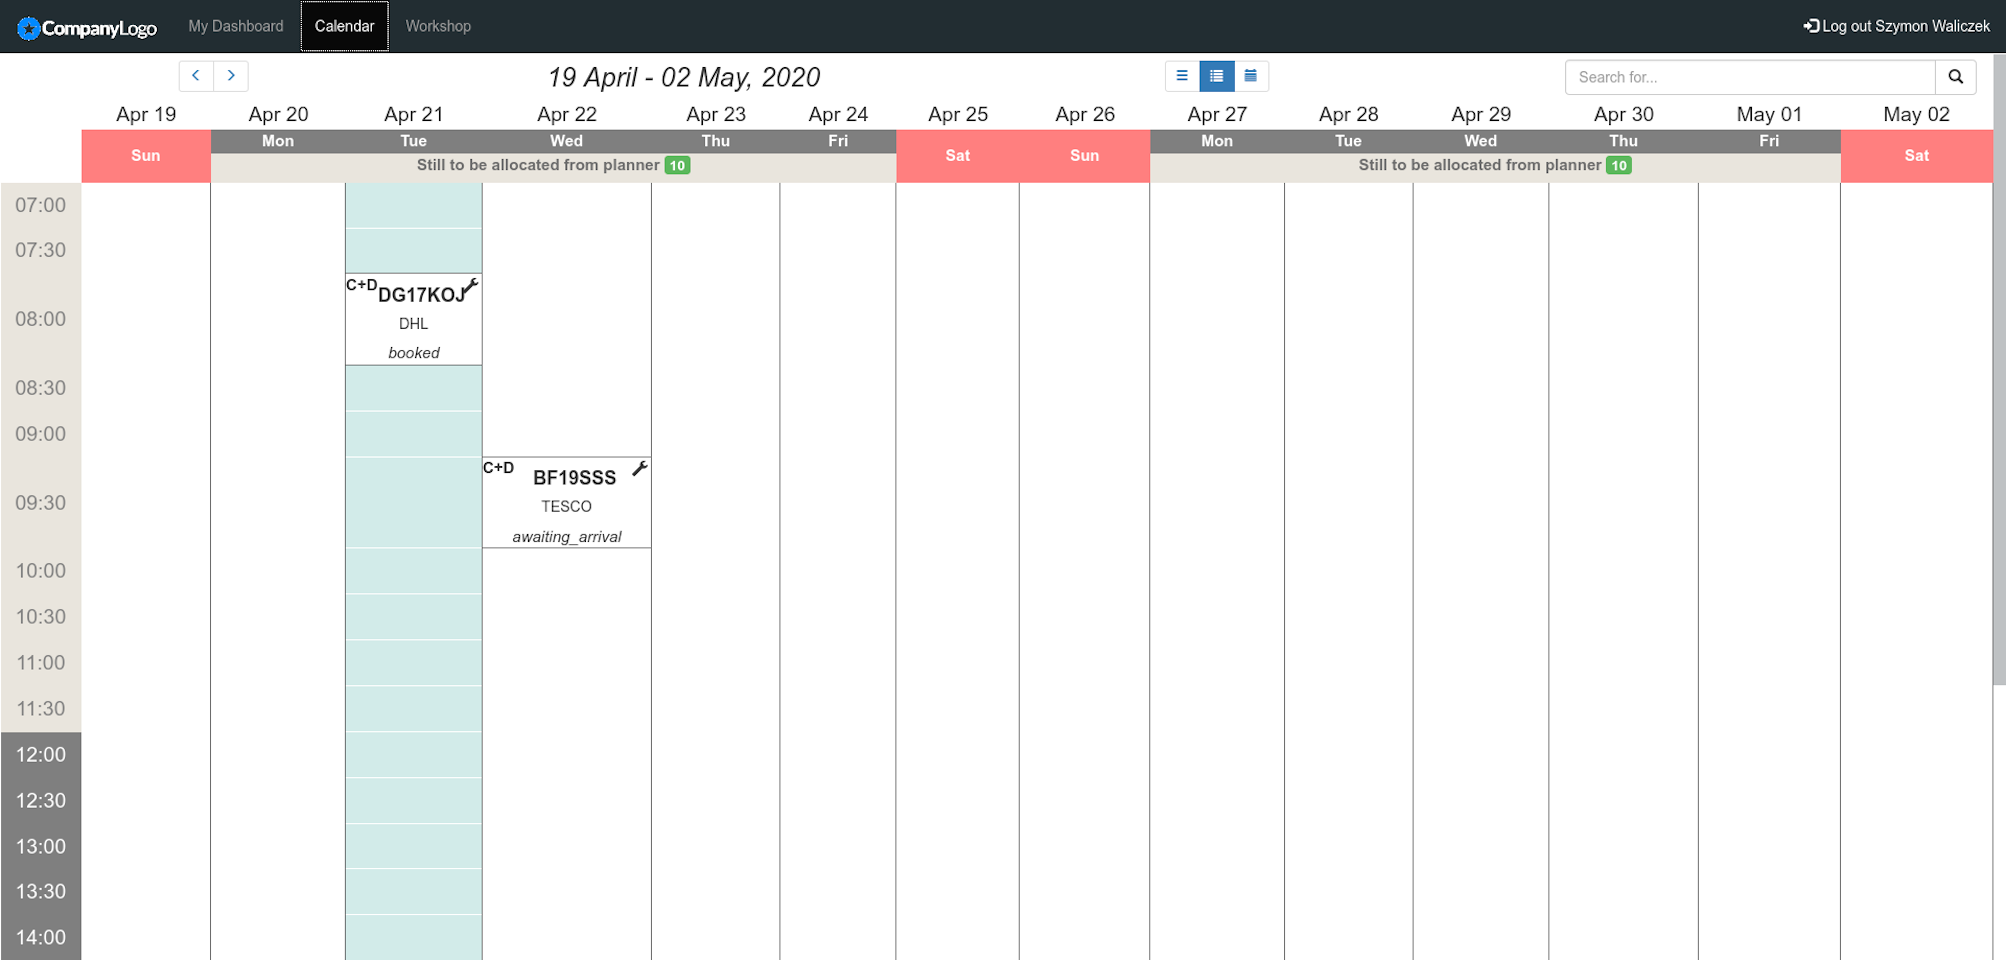 CompanyLogo My Dashboard Calendar Workshop Log out Szymon Waliczek
19 April - 02 May, 2020 Search for...
Apr 19 Apr 20 Apr 21 Apr 22 Apr 23 Apr 24 Apr 25 Apr 26 Apr 27 Apr 28 Apr 29 Apr 30 May 01 May 02
Sun Mon Tue Wed Thu Fri Sat Sun Mon Tue Wed Thu Fri Sat
Still to be allocated from planner 10 Still to be allocated from planner 10
07:00
07:30
C+D DG17KOJ
08:00 DHL
booked
08:30
09:00
C+D BF19SSS
09:30 TESCO
awaiting_arrival
10:00
10:30
11:00
11:30
12:00
12:30
13:00
13:30
14:00